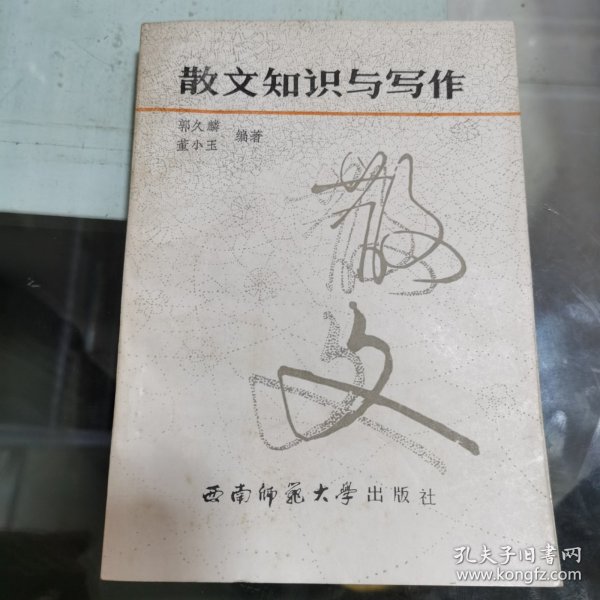 散文知识与写作
郭久麟
董小玉
编著
散文
西南师范大学出版社
孔夫子旧书网
www.kongfz.com